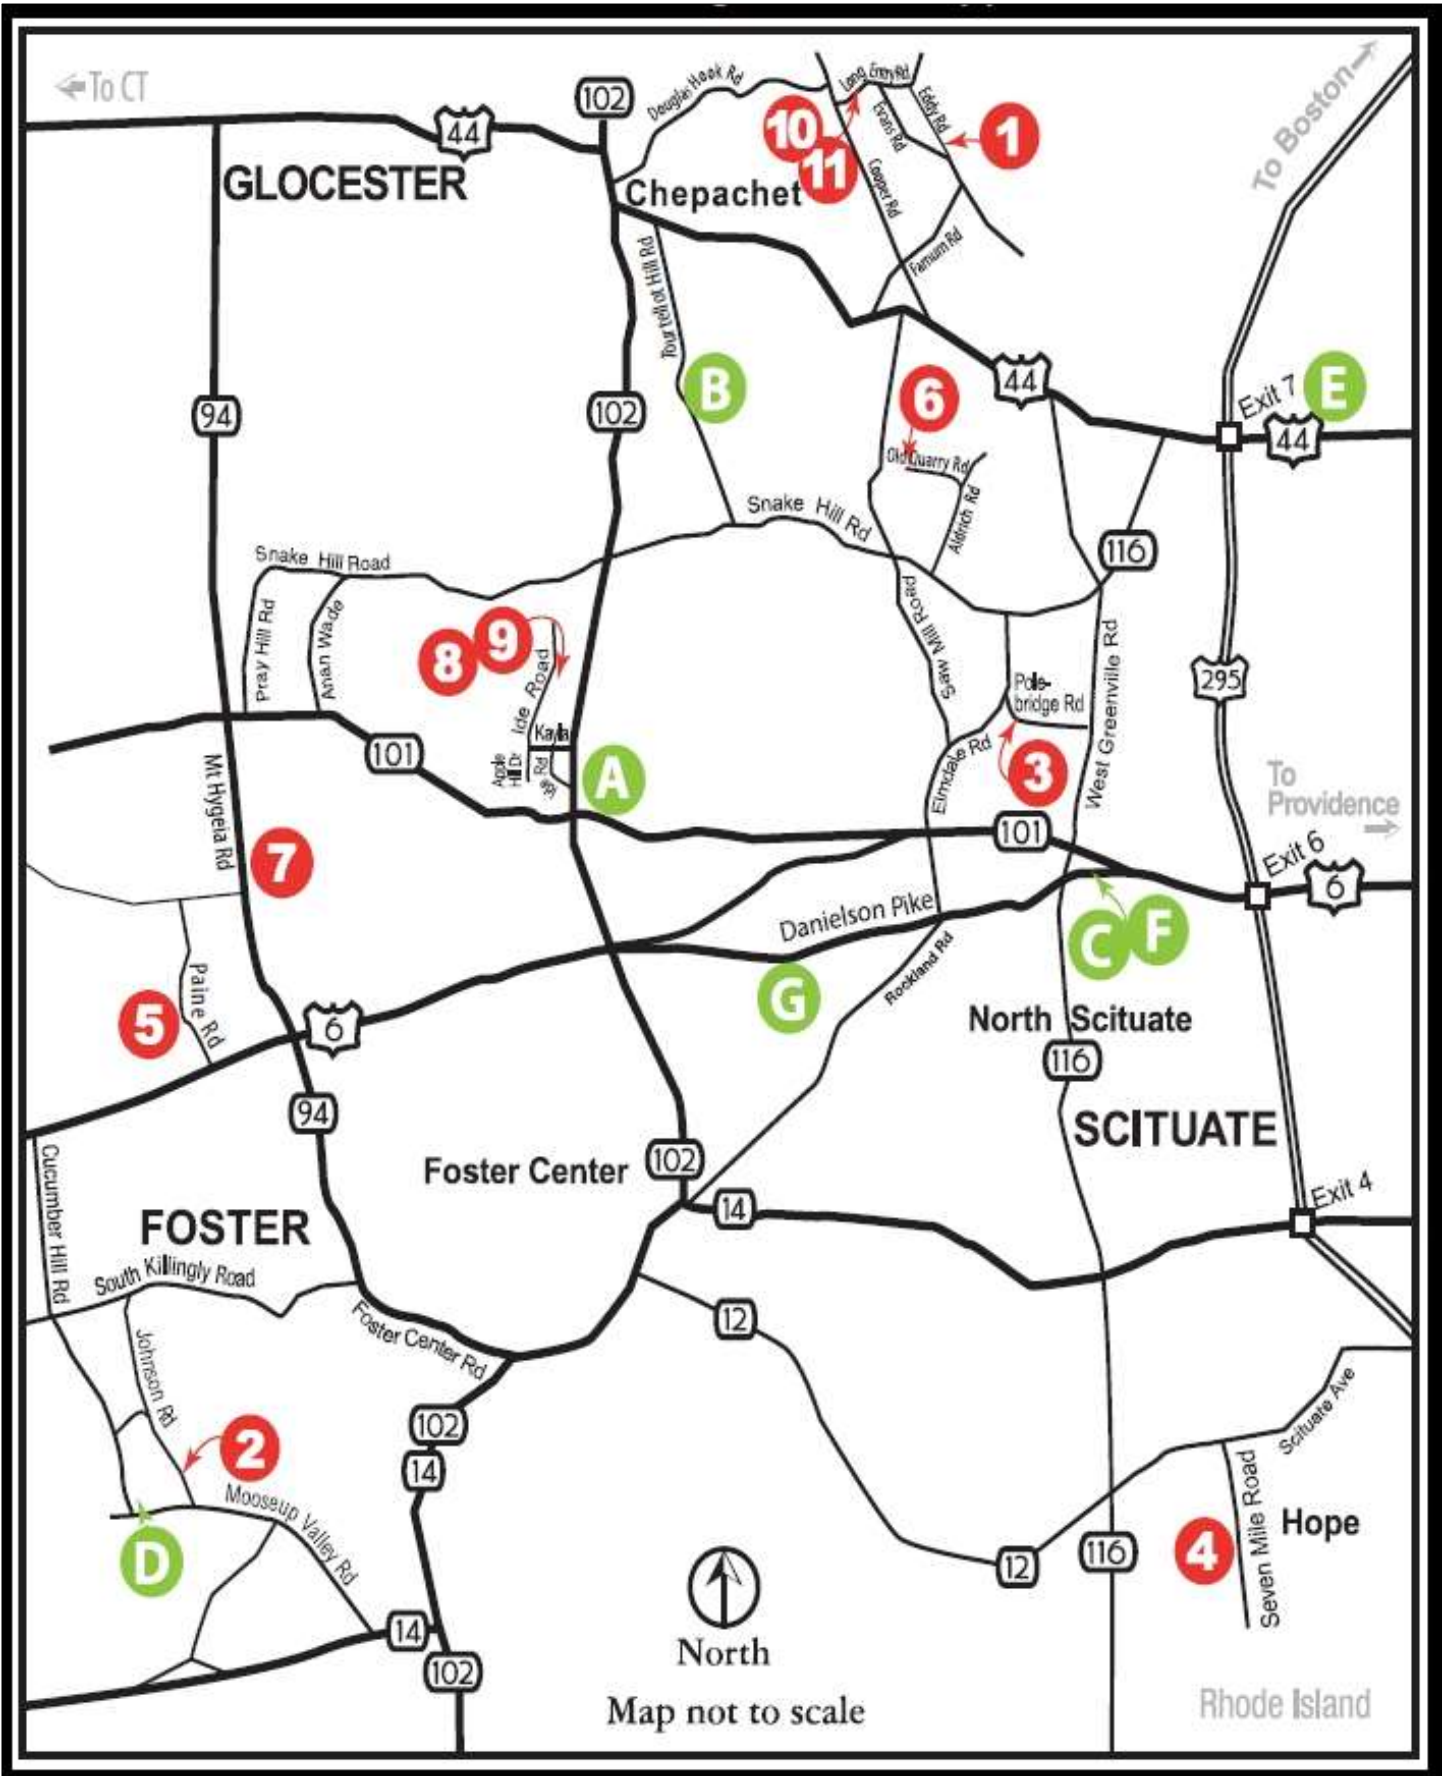 To CT
102
Douglas Hook Rd
Long Entry Rd.
Eddy Rd
Evans Rd
To Boston
44
10
11
1
GLOCESTER
Chepachet
Cooper Rd
Farnum Rd
Tourtellot Hill Rd
94
102
B
6
44
Exit 7
E
44
Old Quarry Rd
Aldrich Rd
Snake Hill Rd
116
Snake Hill Road
Pray Hill Rd
Anan Wade
8
9
Ide Road
Saw Mill Road
Pole-
bridge Rd
West Greenville Rd
295
Kayla
Apple
Hill Dr
Rd
101
A
Elmdale Rd
3
To
Providence
Mt Hygeia Rd
7
101
Exit 6
6
Danielson Pike
C
F
Rockland Rd
G
Paine Rd
5
6
North Scituate
116
94
SCITUATE
Foster Center
102
14
Exit 4
Cucumber Hill Rd
FOSTER
South Killingly Road
Foster Center Rd
12
Johnson Rd
2
102
14
Scituate Ave
Mooseup Valley Rd
D
Seven Mile Road
Hope
4
12
116
14
102
North
Map not to scale
Rhode Island